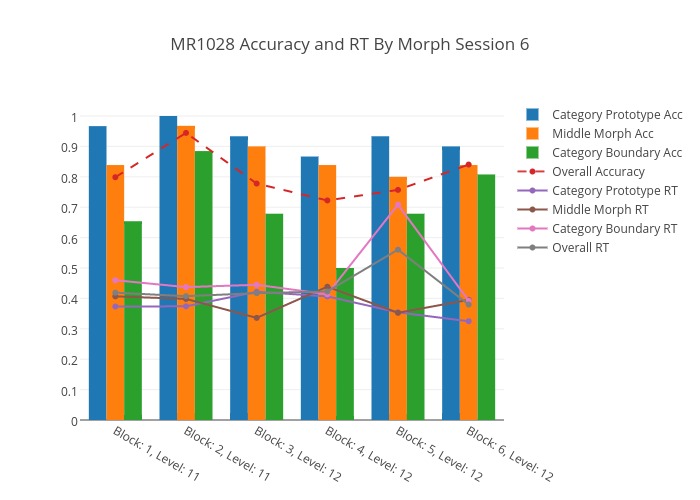 MR1028 Accuracy and RT By Morph Session 6
1
0.9
0.8
0.7
0.6
0.5
0.4
0.3
0.2
0.1
0
Block: 1, Level: 11
Block: 2, Level: 11
Block: 3, Level: 12
Block: 4, Level: 12
Block: 5, Level: 12
Block: 6, Level: 12
Category Prototype Acc
Middle Morph Acc
Category Boundary Acc
Overall Accuracy
Category Prototype RT
Middle Morph RT
Category Boundary RT
Overall RT